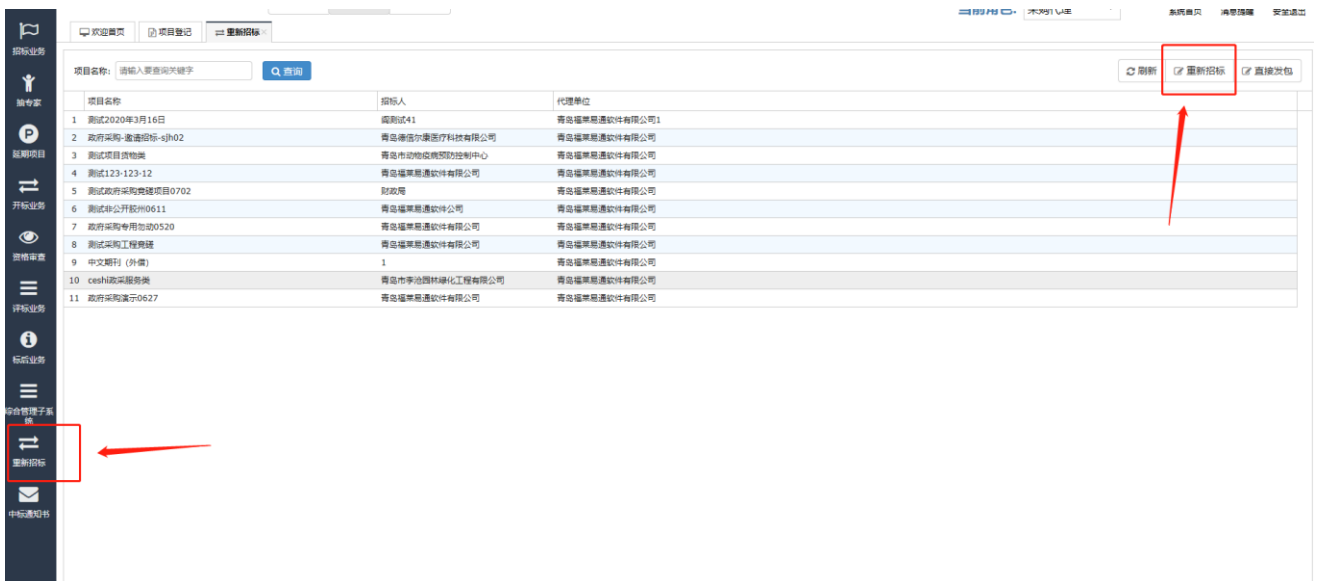 当前用色: 采购代理
系统首页 消息提醒 安全退出
欢迎首页 项目登记 重新招标
项目名称: 请输入要查询关键字 查询 刷新 重新招标 直接发包
项目名称 招标人 代理单位
1 测试2020年3月16日 阎测试41 青岛福莱易通软件有限公司1
2 政府采购-邀请招标-sjh02 青岛德信尔康医疗科技有限公司 青岛福莱易通软件有限公司
3 测试项目货物类 青岛市动物疫病预防控制中心 青岛福莱易通软件有限公司
4 测试123-123-12 青岛福莱易通软件有限公司 青岛福莱易通软件有限公司
5 测试政府采购竞磋项目0702 财政局 青岛福莱易通软件有限公司
6 测试非公开胶州0611 青岛福莱易通软件公司 青岛福莱易通软件有限公司
7 政府采购专用勿动0520 青岛福莱易通软件有限公司 青岛福莱易通软件有限公司
8 测试采购工程竞磋 青岛福莱易通软件有限公司 青岛福莱易通软件有限公司
9 中文期刊 (外借) 1 青岛福莱易通软件有限公司
10 ceshi政采服务类 青岛市李沧园林绿化工程有限公司 青岛福莱易通软件有限公司
11 政府采购演示0627 青岛福莱易通软件有限公司 青岛福莱易通软件有限公司
招标业务
抽专家
延期项目
开标业务
资格审查
评标业务
标后业务
综合管理子系
统
重新招标
中标通知书